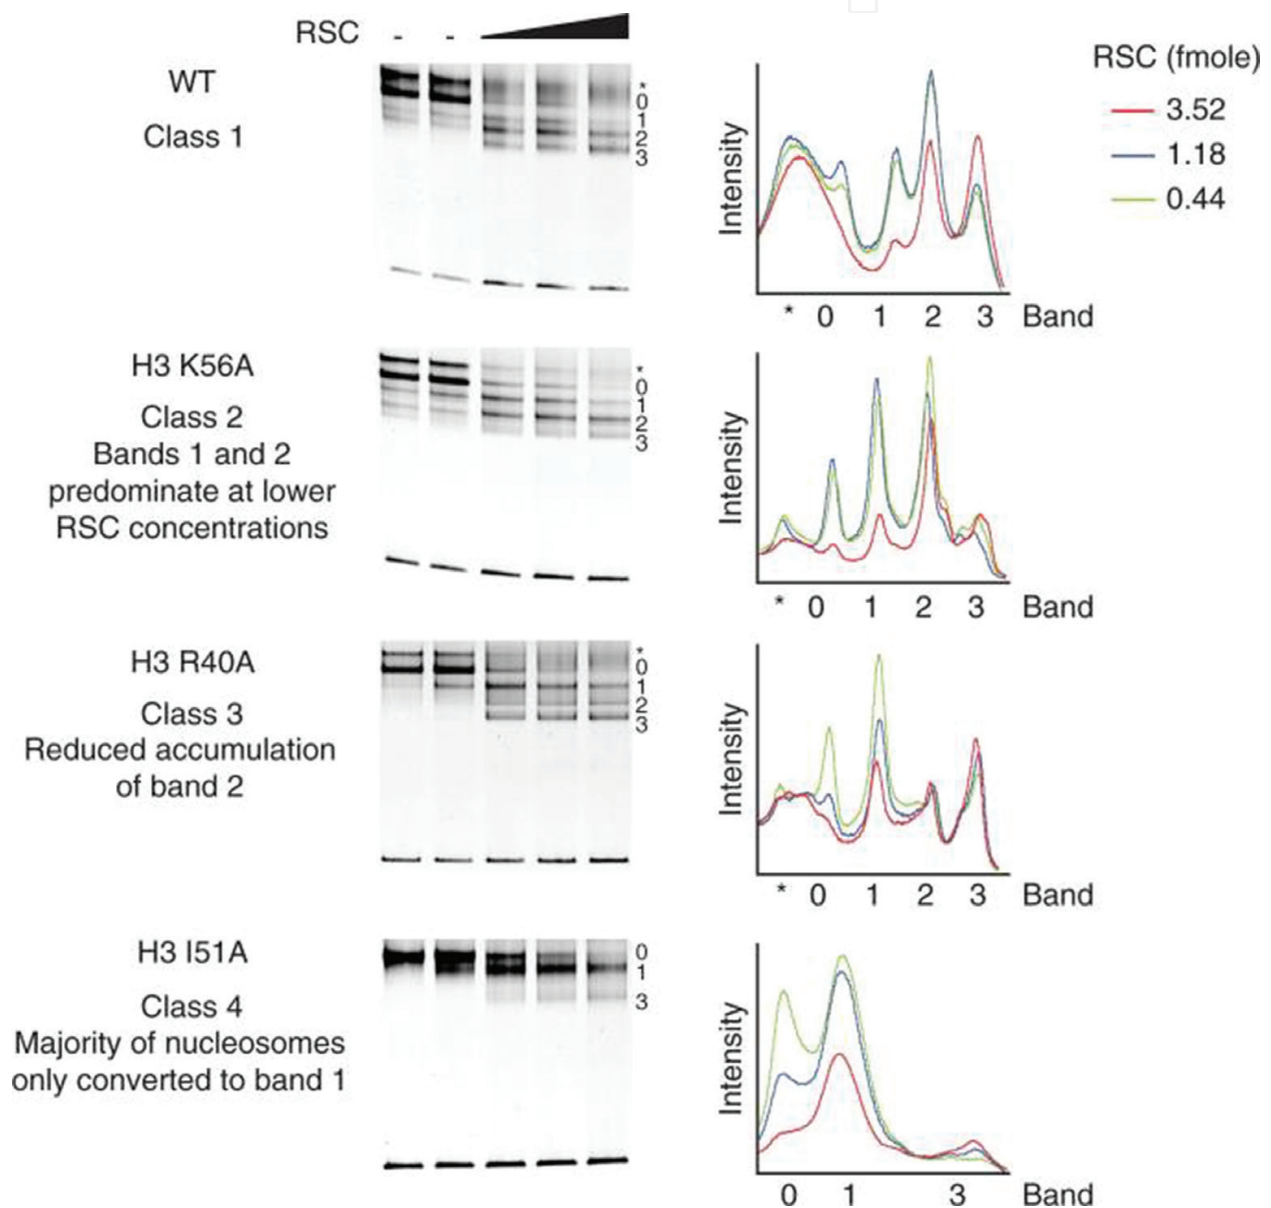 RSC - -
WT
Class 1
*
0
1
2
3
Intensity
* 0 1 2 3 Band
RSC (fmole)
3.52
1.18
0.44
H3 K56A
Class 2
Bands 1 and 2
predominate at lower
RSC concentrations
*
0
1
2
3
Intensity
* 0 1 2 3 Band
H3 R40A
Class 3
Reduced accumulation
of band 2
*
0
1
2
3
Intensity
* 0 1 2 3 Band
H3 I51A
Class 4
Majority of nucleosomes
only converted to band 1
0
1
3
Intensity
0 1 3 Band